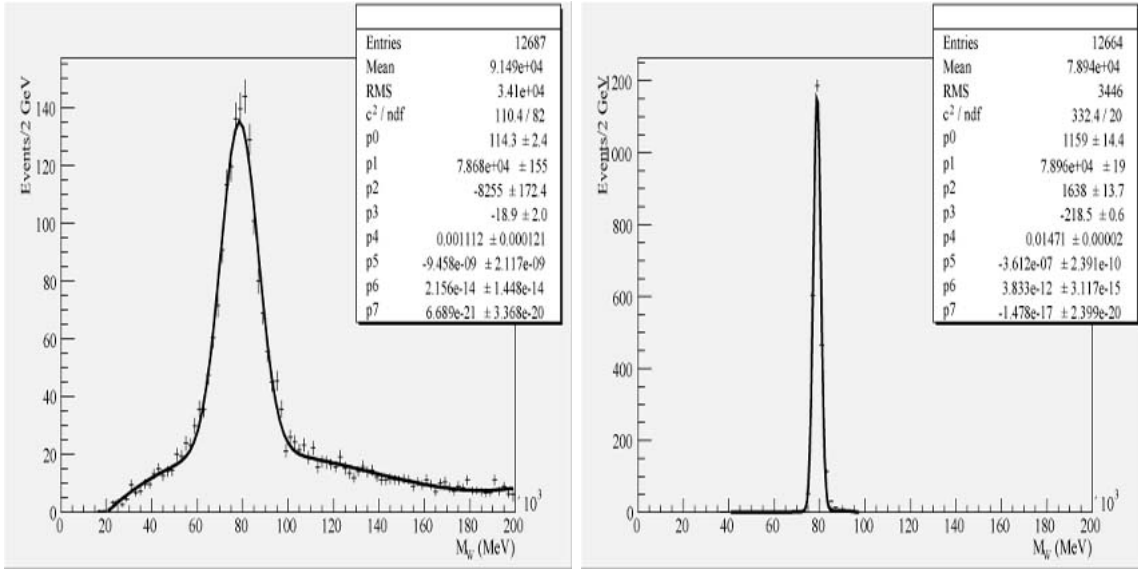 Entries 12687
Mean 9.149e+04
RMS 3.41e+04
c² / ndf 110.4 / 82
p0 114.3 ± 2.4
p1 7.868e+04 ± 155
p2 -8255 ± 172.4
p3 -18.9 ± 2.0
p4 0.001112 ± 0.000121
p5 -9.458e-09 ± 2.117e-09
p6 2.156e-14 ± 1.448e-14
p7 6.689e-21 ± 3.368e-20
Events/2 GeV
140
120
100
80
60
40
20
0
0 20 40 60 80 100 120 140 160 180 200
' 10³
M_W (MeV)
Entries 12664
Mean 7.894e+04
RMS 3446
c² / ndf 332.4 / 20
p0 1159 ± 14.4
p1 7.896e+04 ± 19
p2 1638 ± 13.7
p3 -218.5 ± 0.6
p4 0.01471 ± 0.00002
p5 -3.612e-07 ± 2.391e-10
p6 3.833e-12 ± 3.117e-15
p7 -1.478e-17 ± 2.399e-20
Events/2 GeV
1200
1000
800
600
400
200
0
0 20 40 60 80 100 120 140 160 180 200
' 10³
M_W (MeV)